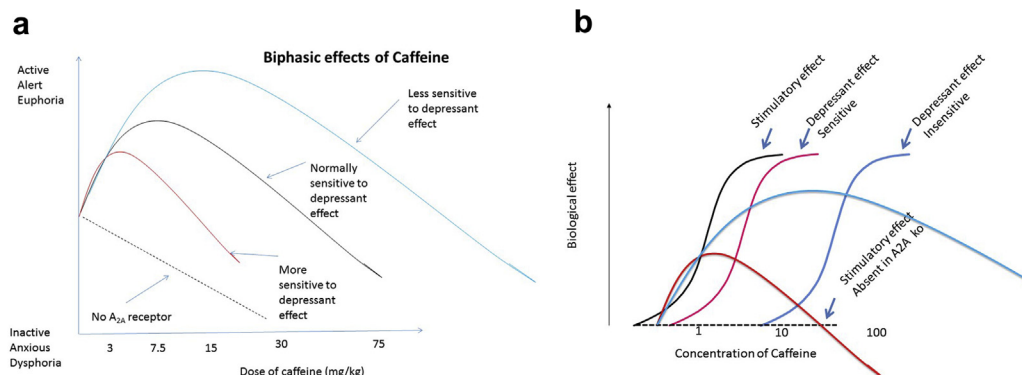 a
Biphasic effects of Caffeine
Active
Alert
Euphoria
Less sensitive
to depressant
effect
Normally
sensitive to
depressant
effect
More
sensitive to
depressant
effect
No A2A receptor
Inactive
Anxious
Dysphoria
3 7.5 15 30 75
Dose of caffeine (mg/kg)
b
Stimulatory effect
Depressant effect
Sensitive
Depressant effect
Insensitive
Biological effect
Stimulatory effect
Absent in A2A ko
1 10 100
Concentration of Caffeine